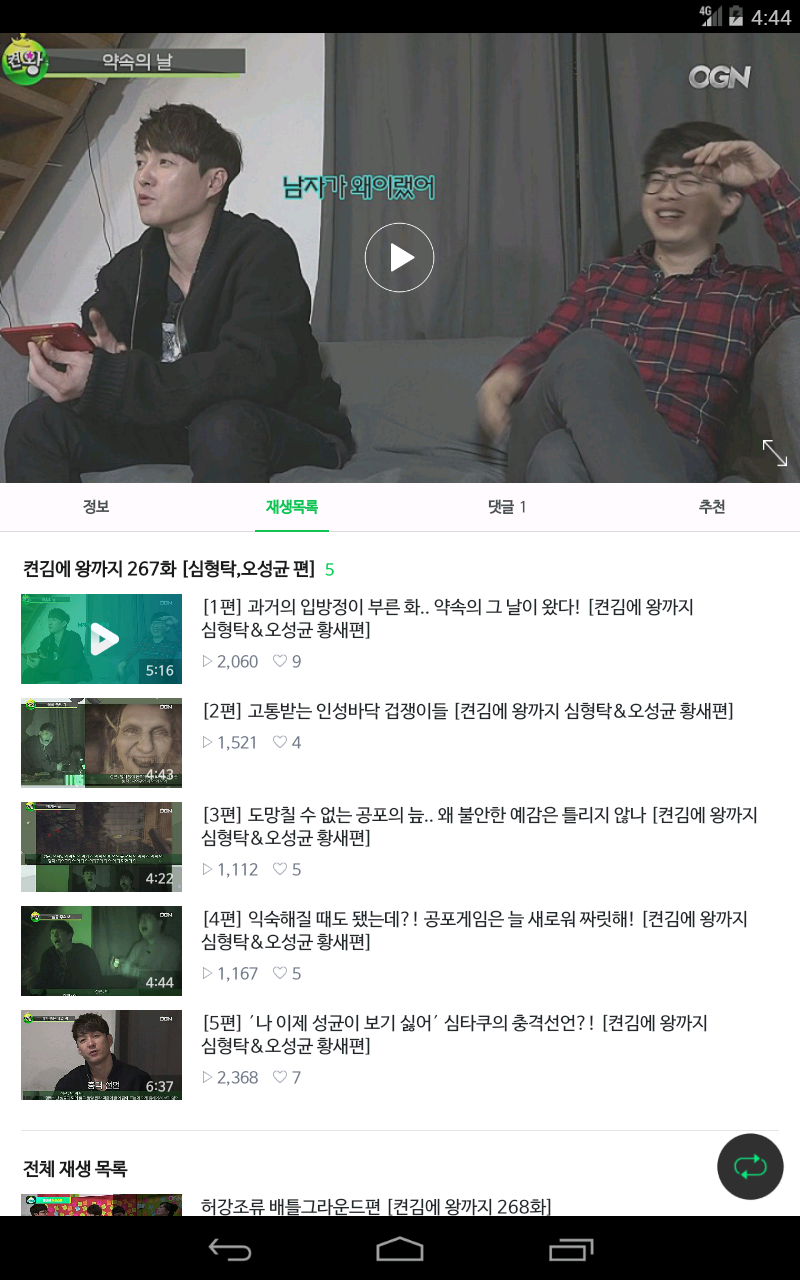 4G 4:44
켠왕 약속의 날
OGN
남자가 왜이랬어
정보 재생목록 댓글 1 추천
켠김에 왕까지 267화 [심형탁,오성균 편] 5
[1편] 과거의 입방정이 부른 화.. 약속의 그 날이 왔다! [켠김에 왕까지
심형탁&오성균 황새편]
5:16
2,060 9
[2편] 고통받는 인성바닥 겁쟁이들 [켠김에 왕까지 심형탁&오성균 황새편]
1,521 4
4:43
[3편] 도망칠 수 없는 공포의 늪.. 왜 불안한 예감은 틀리지 않나 [켠김에 왕까지
심형탁&오성균 황새편]
1,112 5
4:22
[4편] 익숙해질 때도 됐는데?! 공포게임은 늘 새로워 짜릿해! [켠김에 왕까지
심형탁&오성균 황새편]
1,167 5
4:44
[5편] ´나 이제 성균이 보기 싫어´ 심타쿠의 충격선언?! [켠김에 왕까지
심형탁&오성균 황새편]
2,368 7
충격 선언
6:37
전체 재생 목록
허강조류 배틀그라운드편 [켠김에 왕까지 268화]